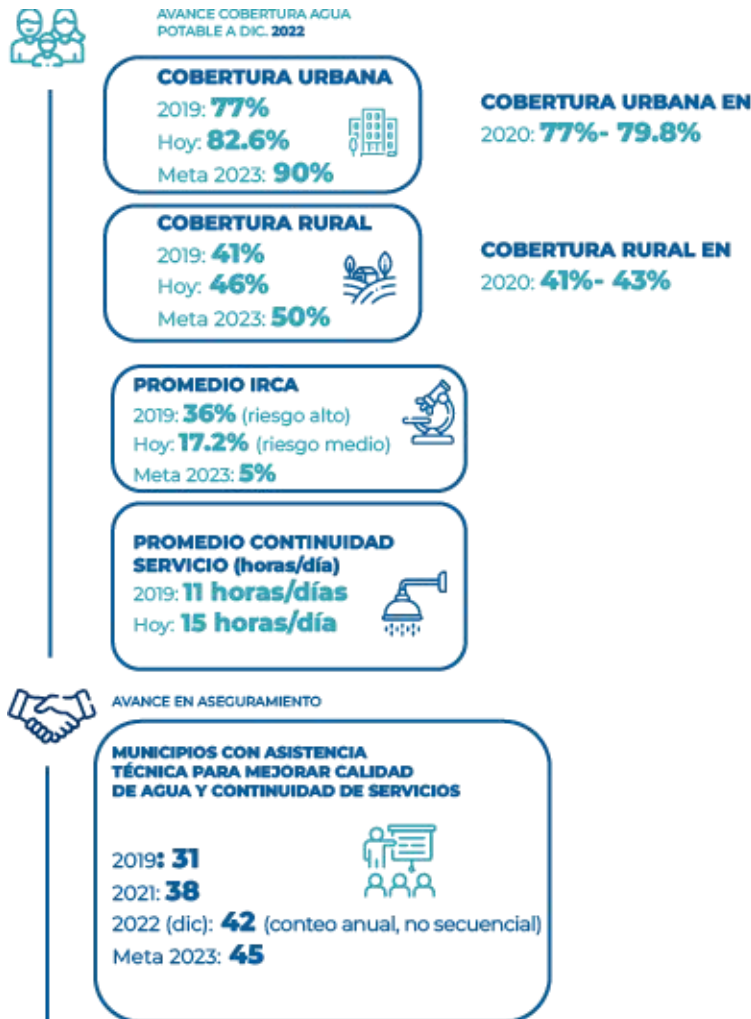 AVANCE COBERTURA AGUA
POTABLE A DIC. 2022
COBERTURA URBANA
2019: 77%
Hoy: 82.6%
Meta 2023: 90%
COBERTURA URBANA EN
2020: 77%- 79.8%
COBERTURA RURAL
2019: 41%
Hoy: 46%
Meta 2023: 50%
COBERTURA RURAL EN
2020: 41%- 43%
PROMEDIO IRCA
2019: 36% (riesgo alto)
Hoy: 17.2% (riesgo medio)
Meta 2023: 5%
PROMEDIO CONTINUIDAD
SERVICIO (horas/día)
2019: 11 horas/días
Hoy: 15 horas/día
AVANCE EN ASEGURAMIENTO
MUNICIPIOS CON ASISTENCIA
TÉCNICA PARA MEJORAR CALIDAD
DE AGUA Y CONTINUIDAD DE SERVICIOS
2019: 31
2021: 38
2022 (dic): 42 (conteo anual, no secuencial)
Meta 2023: 45